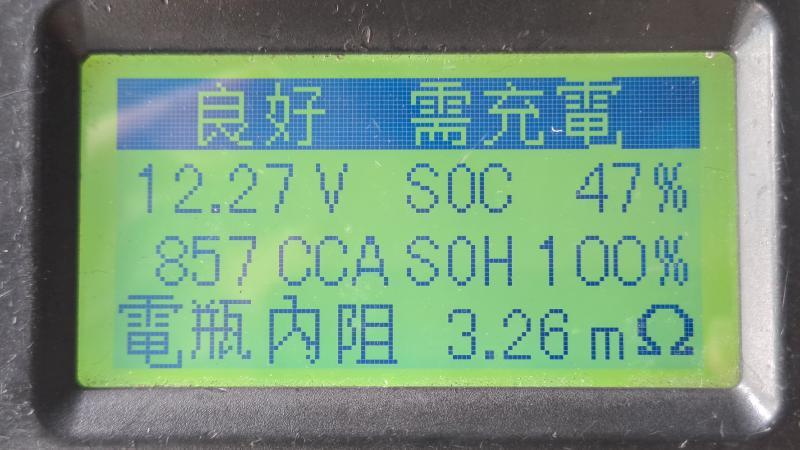 良好 需充電
12.27V SOC 47%
857 CCA SOH 100%
電瓶內阻 3.26 mΩ